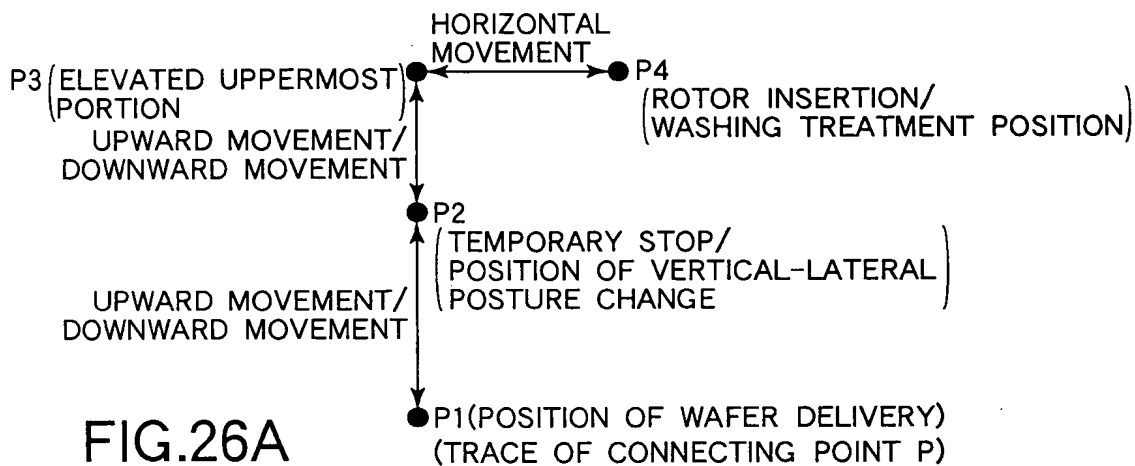 HORIZONTAL
MOVEMENT
P3 (ELEVATED UPPERMOST)
PORTION
P4
(ROTOR INSERTION/
WASHING TREATMENT POSITION)
UPWARD MOVEMENT/
DOWNWARD MOVEMENT
P2
(TEMPORARY STOP/
POSITION OF VERTICAL-LATERAL
POSTURE CHANGE)
UPWARD MOVEMENT/
DOWNWARD MOVEMENT
P1(POSITION OF WAFER DELIVERY)
(TRACE OF CONNECTING POINT P)
FIG.26A